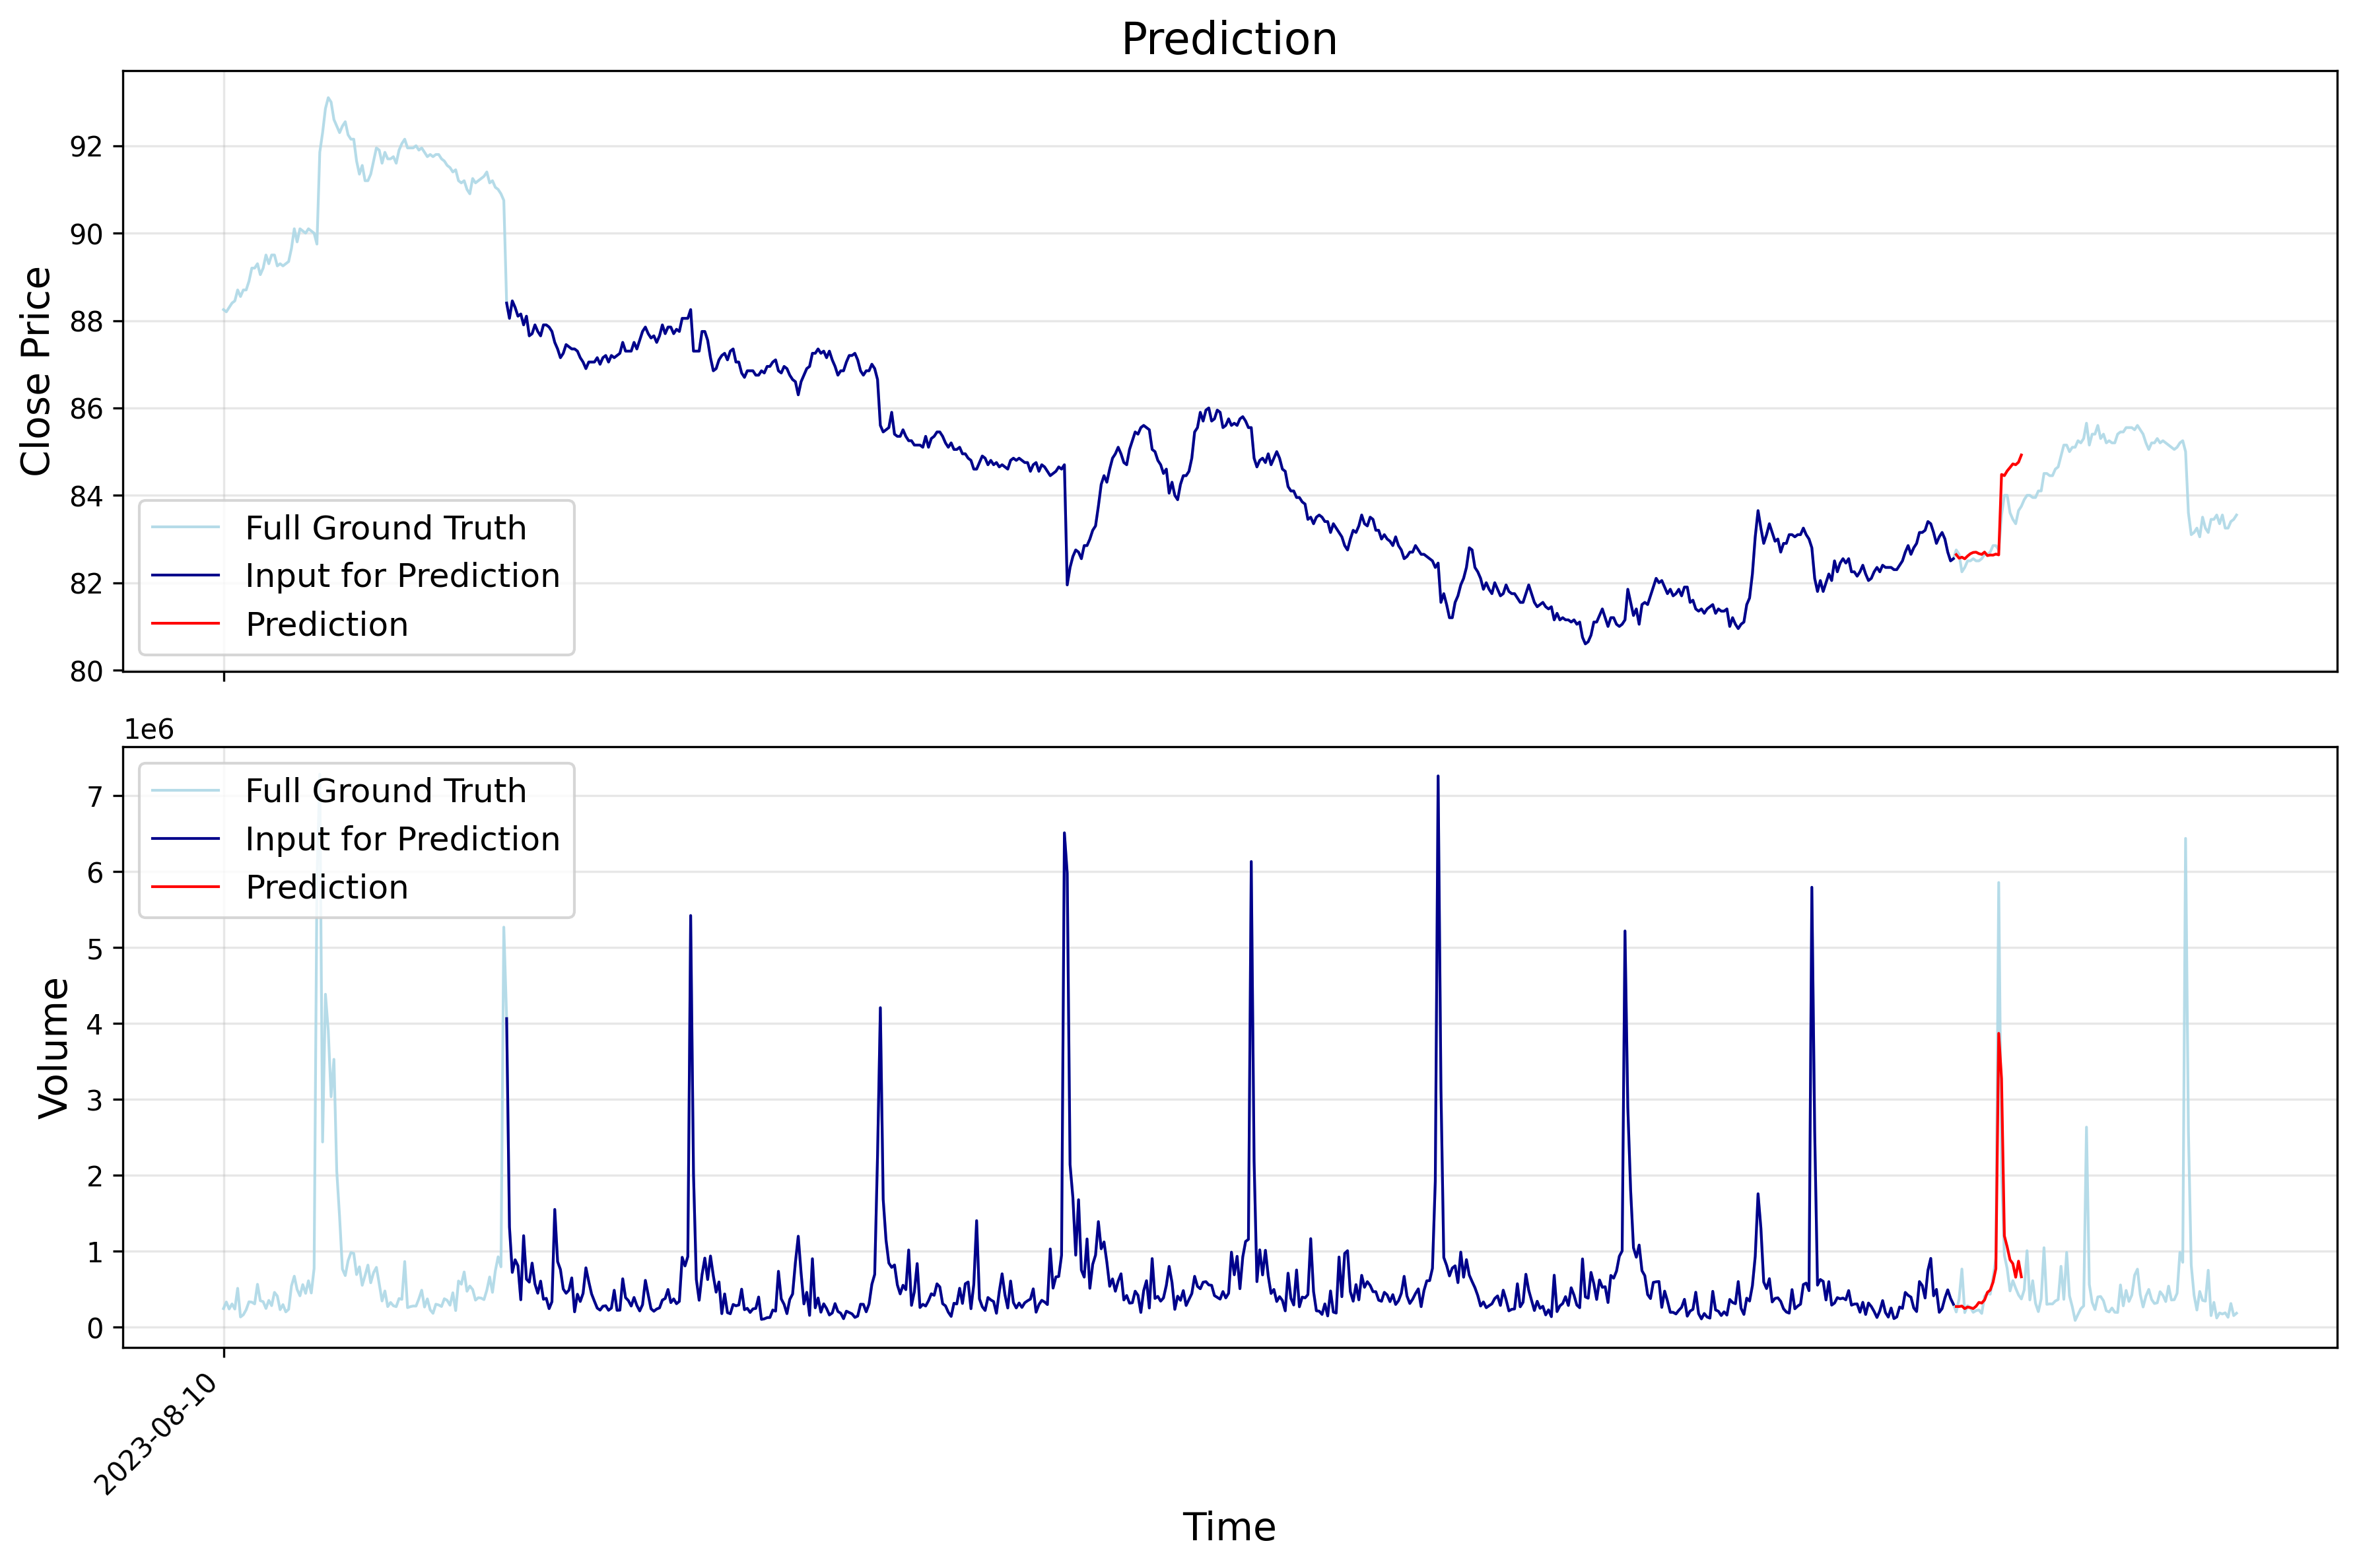 Prediction
Close Price
92
90
88
86
84
82
80
Full Ground Truth
Input for Prediction
Prediction
1e6
Volume
7
6
5
4
3
2
1
0
Full Ground Truth
Input for Prediction
Prediction
2023-08-10
Time